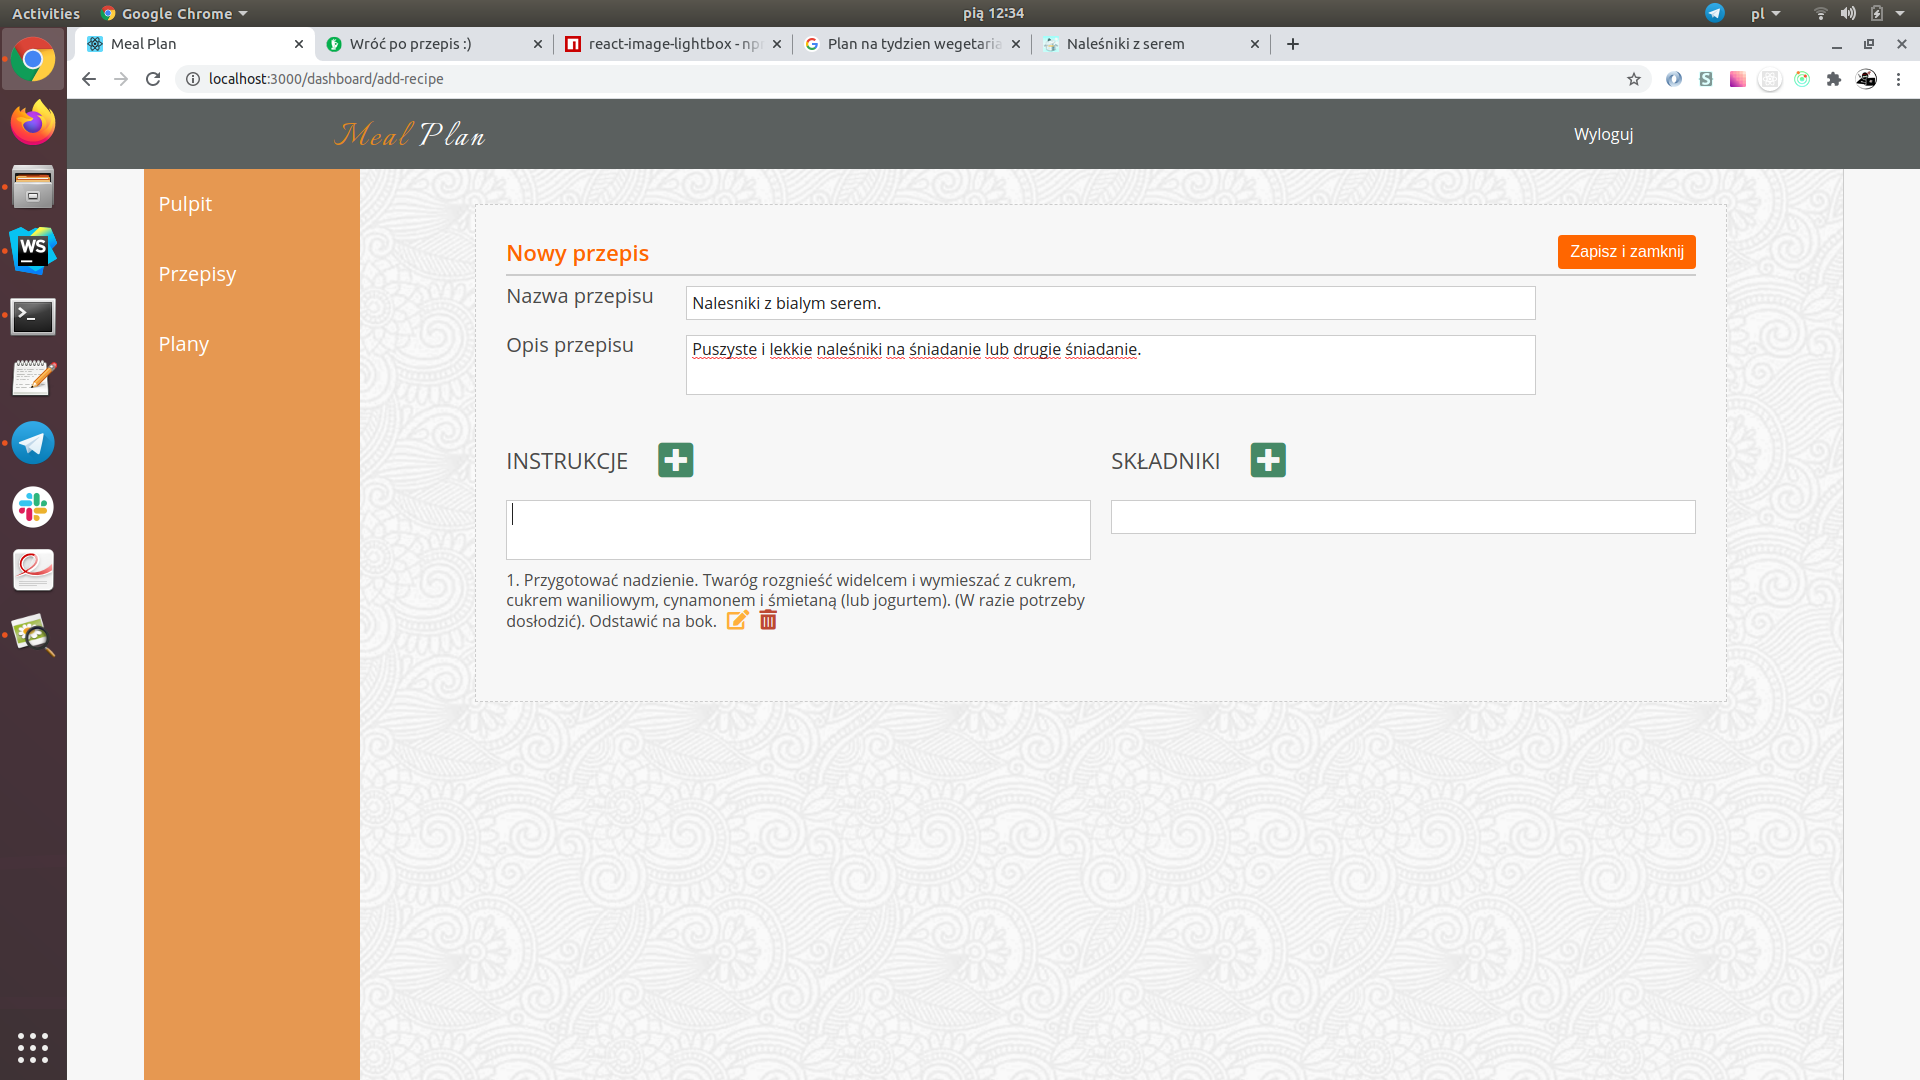 Activities Google Chrome pią 12:34 pl
Meal Plan Wróć po przepis :) react-image-lightbox - npr Plan na tydzien wegetaria Naleśniki z serem
localhost:3000/dashboard/add-recipe
Meal Plan Wyloguj
Pulpit
Przepisy
Plany
Nowy przepis Zapisz i zamknij
Nazwa przepisu Nalesniki z bialym serem.
Opis przepisu Puszyste i lekkie naleśniki na śniadanie lub drugie śniadanie.
INSTRUKCJE SKŁADNIKI
1. Przygotować nadzienie. Twaróg rozgnieść widelcem i wymieszać z cukrem,
cukrem waniliowym, cynamonem i śmietaną (lub jogurtem). (W razie potrzeby
dosłodzić). Odstawić na bok.
WS